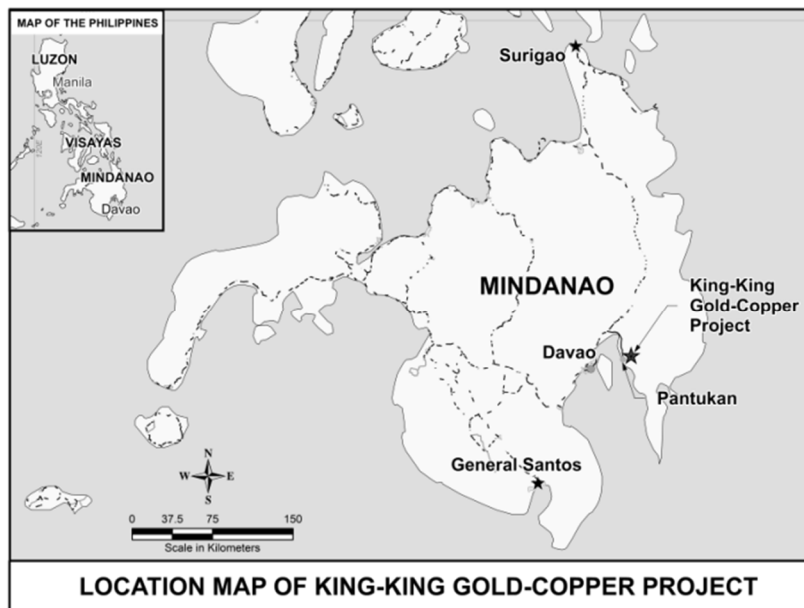 MAP OF THE PHILIPPINES
LUZON
Manila
120E
VISAYAS
MINDANAO
Davao
Surigao
MINDANAO
King-King
Gold-Copper
Project
Davao
Pantukan
General Santos
N
W E
S
0 37.5 75 150
Scale in Kilometers
LOCATION MAP OF KING-KING GOLD-COPPER PROJECT